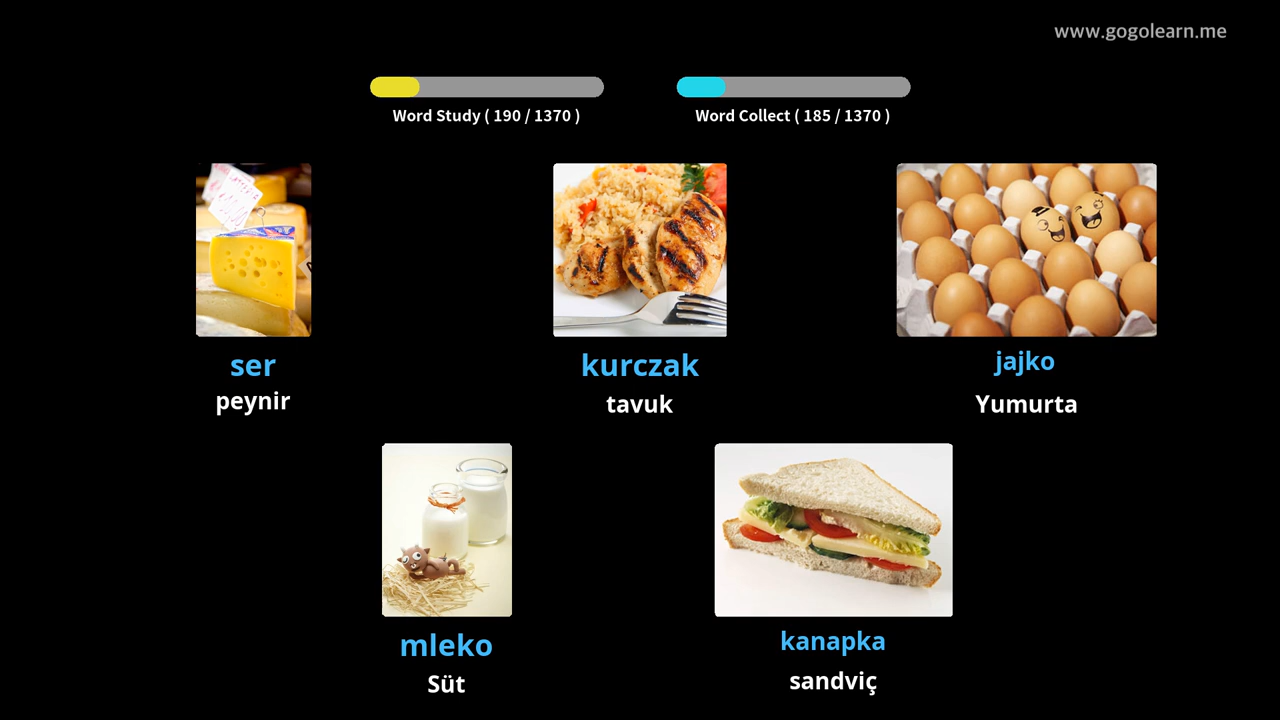 www.gogolearn.me
Word Study ( 190 / 1370 )
Word Collect ( 185 / 1370 )
ser
peynir
kurczak
tavuk
jajko
Yumurta
mleko
Süt
kanapka
sandviç